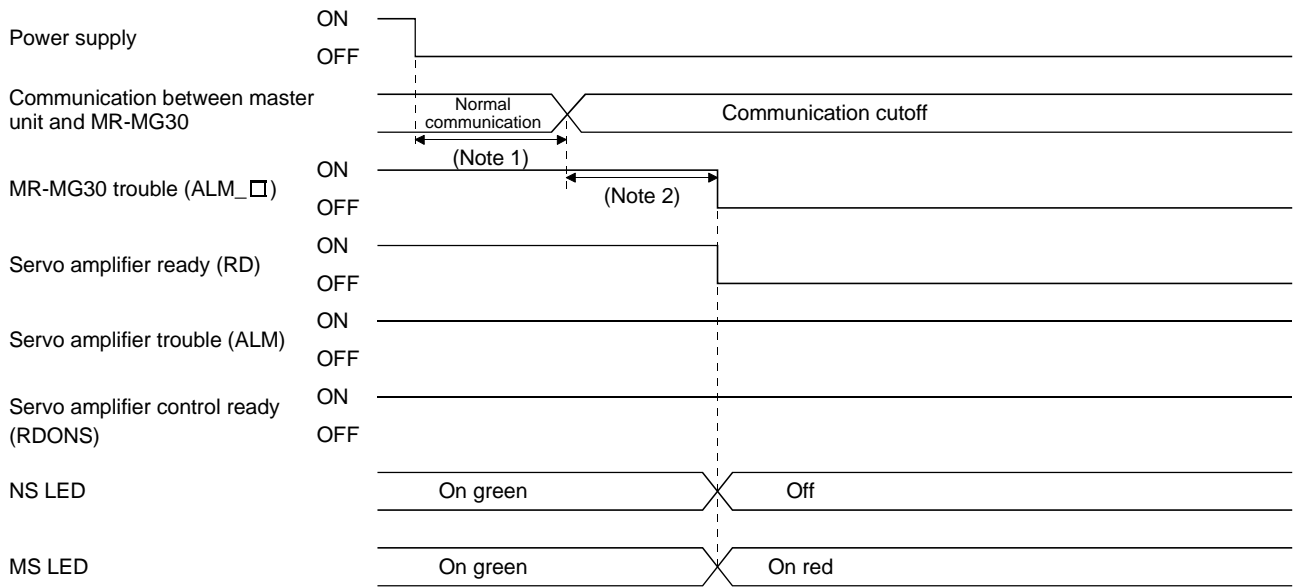 ON
Power supply
OFF
Communication between master
unit and MR-MG30
Normal
communication
Communication cutoff
(Note 1)
ON
MR-MG30 trouble (ALM_□)
(Note 2)
OFF
ON
Servo amplifier ready (RD)
OFF
ON
Servo amplifier trouble (ALM)
OFF
ON
Servo amplifier control ready
(RDONS)
OFF
NS LED
On green
Off
MS LED
On green
On red